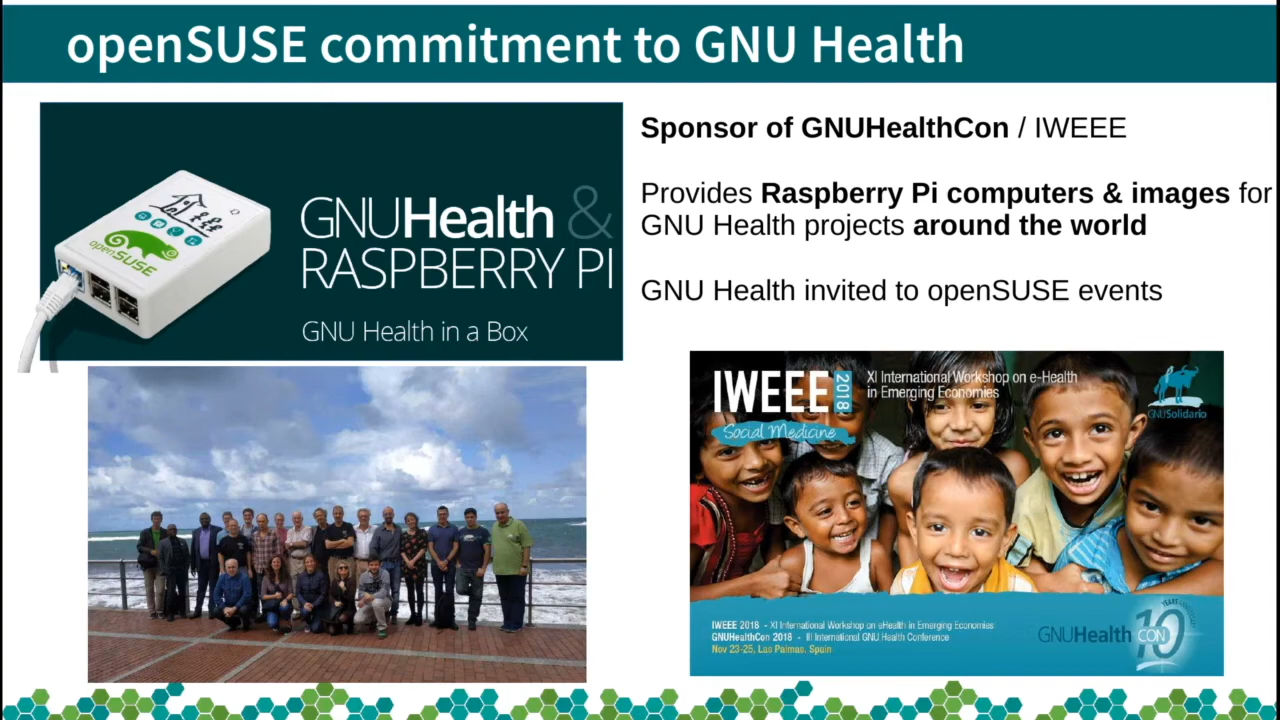 openSUSE commitment to GNU Health
Sponsor of GNUHealthCon / IWEEE
Provides Raspberry Pi computers & images for
GNU Health projects around the world
GNU Health invited to openSUSE events
GNUHealth &
RASPBERRY PI
GNU Health in a Box
openSUSE
IWEEE 2018
XI International Workshop on e-Health
in Emerging Economies
Social Medicine
GNUSolidario
IWEEE 2018 - XI International Workshop on eHealth in Emerging Economies
GNUHealthCon 2018 - III International GNU Health Conference
Nov 23-25, Las Palmas, Spain
GNUHealth CON
10
YEARS